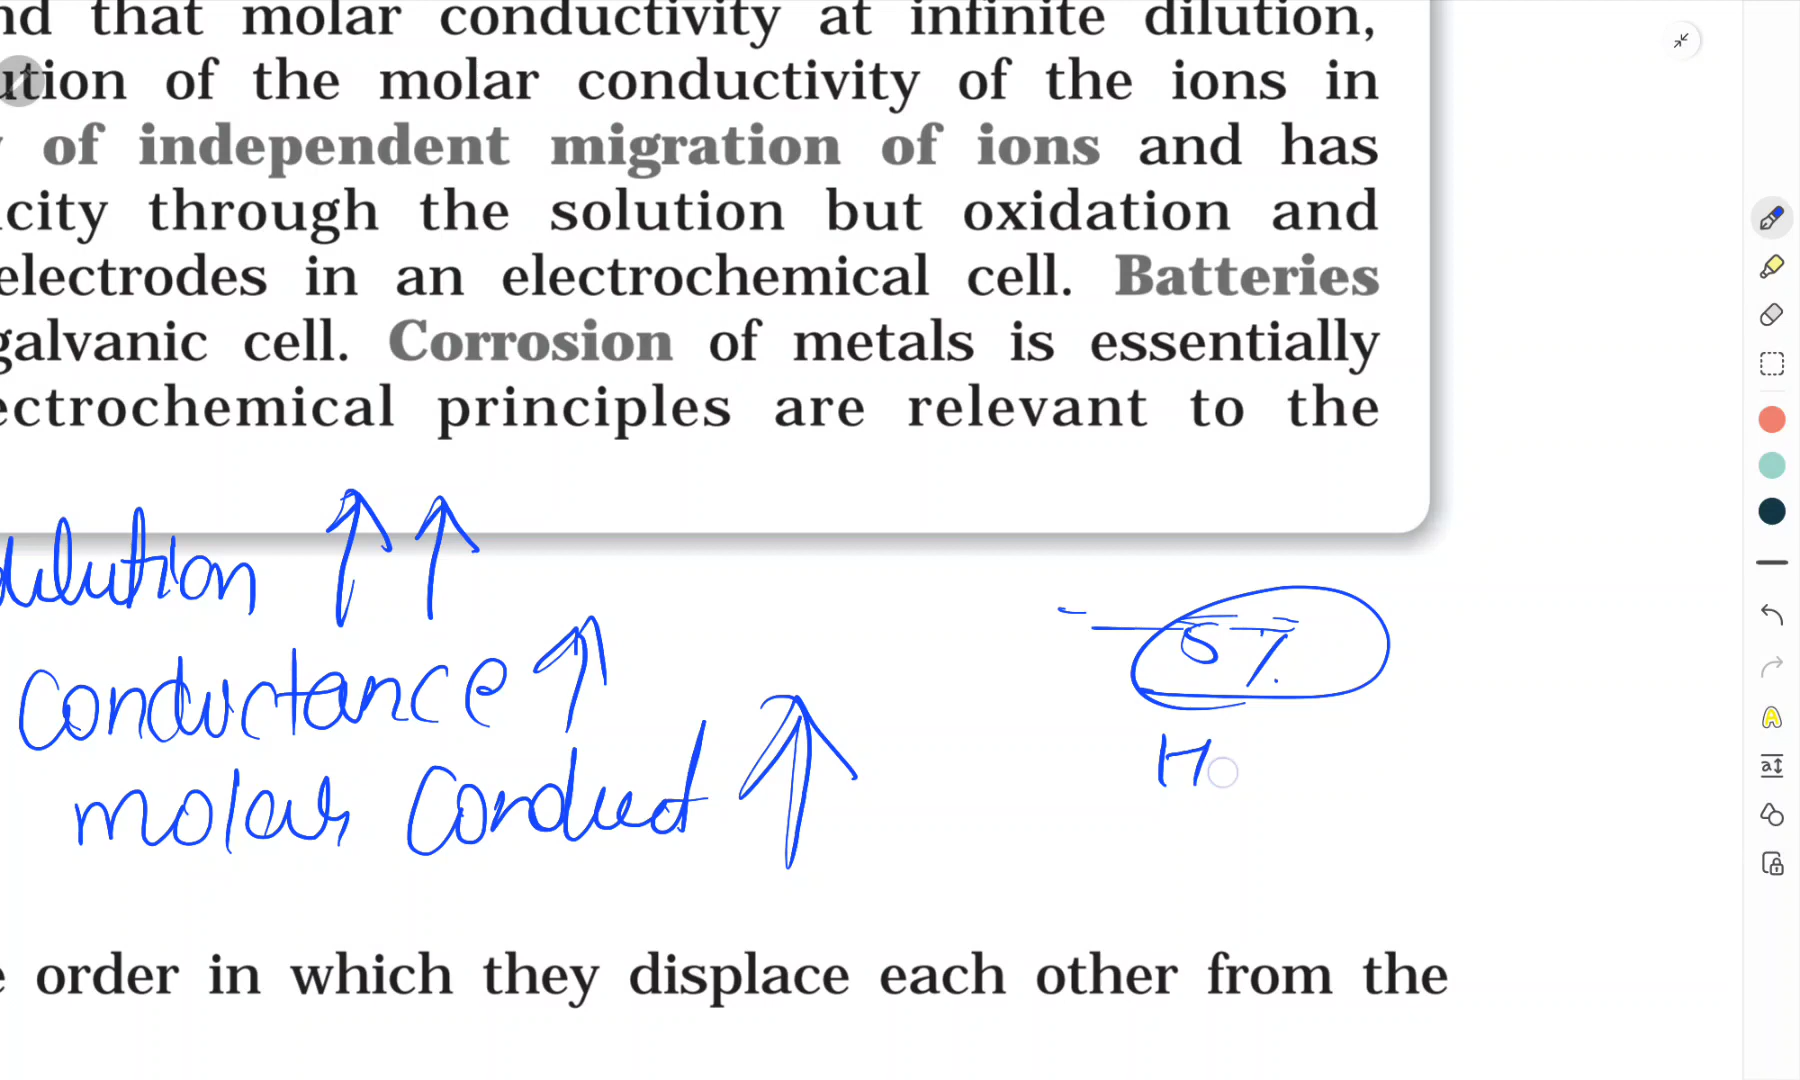 nd that molar conductivity at infinite dilution,
ution of the molar conductivity of the ions in
of independent migration of ions and has
icity through the solution but oxidation and
electrodes in an electrochemical cell. Batteries
galvanic cell. Corrosion of metals is essentially
ectrochemical principles are relevant to the
dilution ↑ ↑
5%
conductance ↑
molar conduct ↑
H
e order in which they displace each other from the
A
a